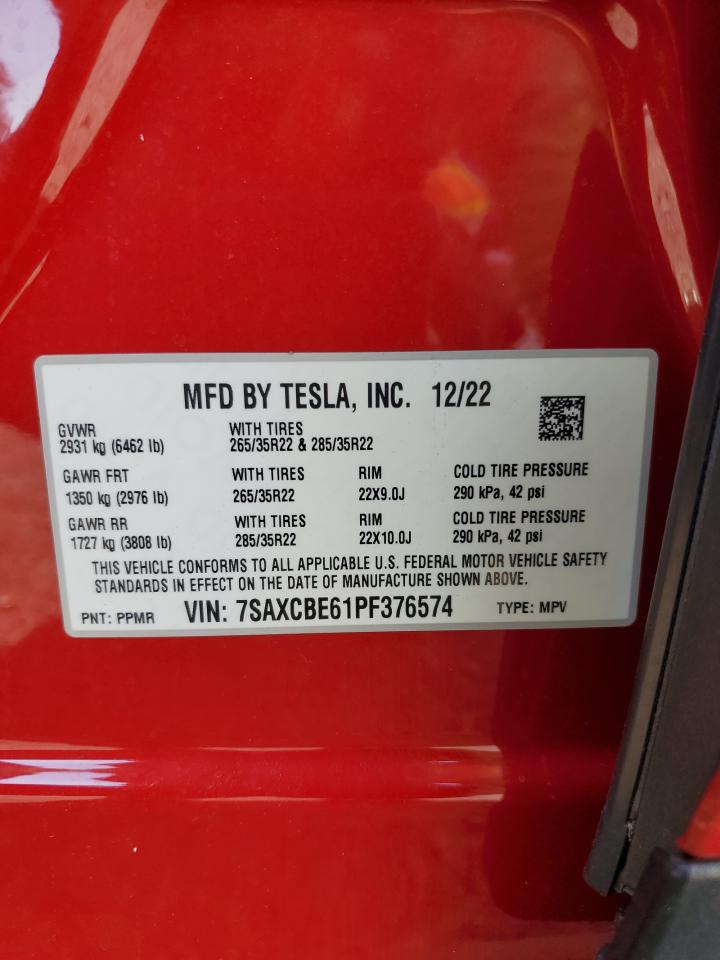 MFD BY TESLA, INC. 12/22
GVWR WITH TIRES
2931 kg (6462 lb) 265/35R22 & 285/35R22
GAWR FRT WITH TIRES RIM COLD TIRE PRESSURE
1350 kg (2976 lb) 265/35R22 22X9.0J 290 kPa, 42 psi
GAWR RR WITH TIRES RIM COLD TIRE PRESSURE
1727 kg (3808 lb) 285/35R22 22X10.0J 290 kPa, 42 psi
THIS VEHICLE CONFORMS TO ALL APPLICABLE U.S. FEDERAL MOTOR VEHICLE SAFETY
STANDARDS IN EFFECT ON THE DATE OF MANUFACTURE SHOWN ABOVE.
PNT: PPMR VIN: 7SAXCBE61PF376574 TYPE: MPV